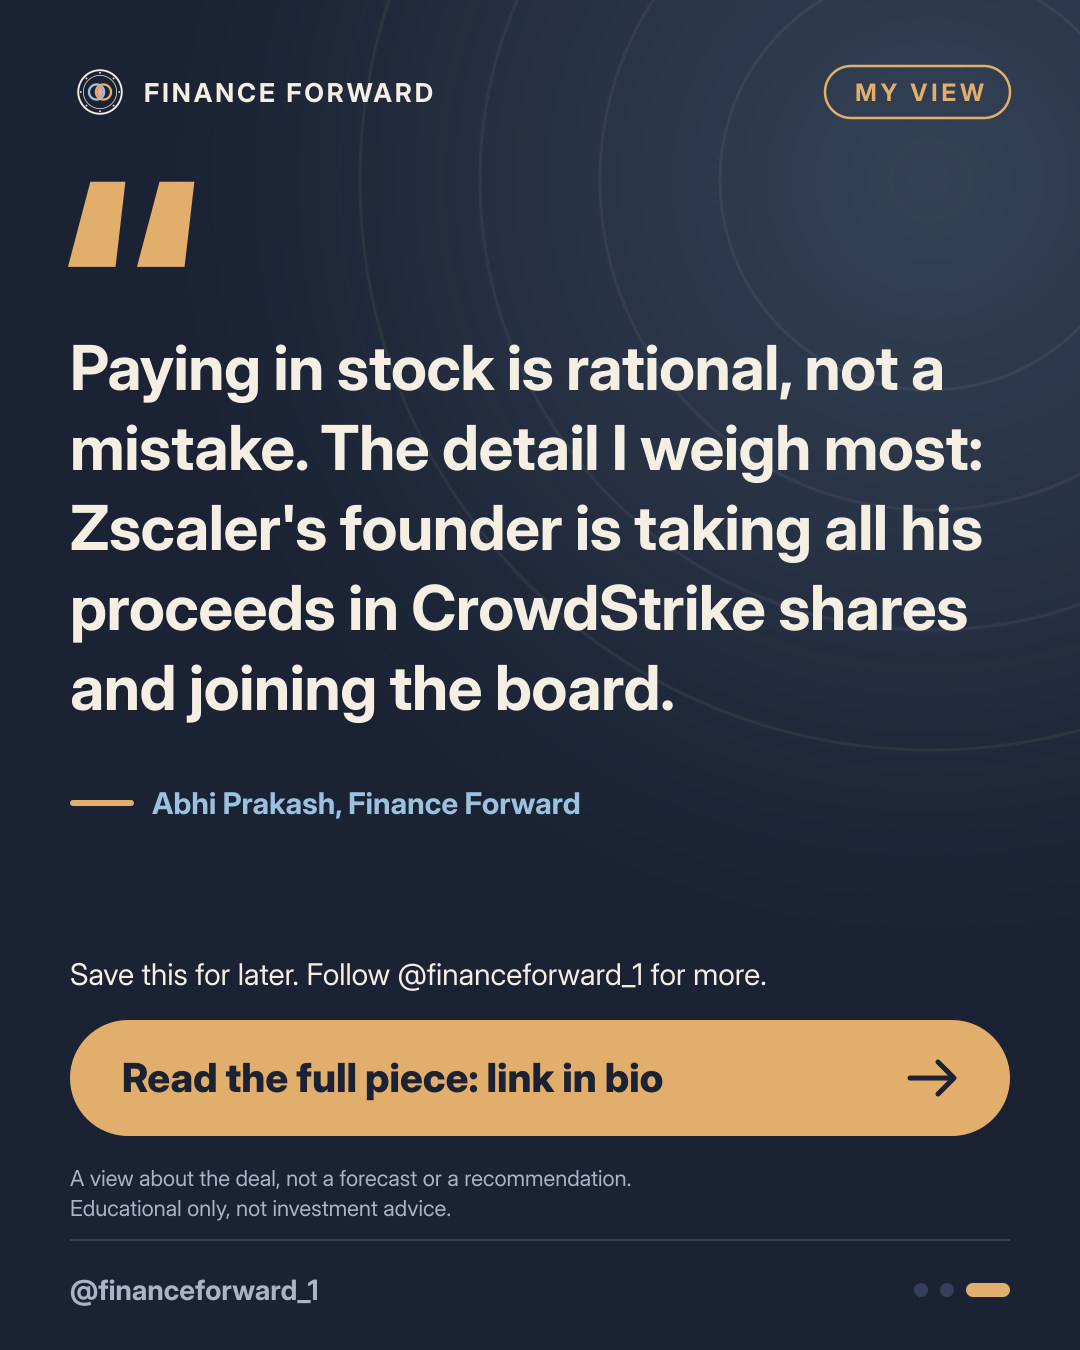 FINANCE FORWARD
MY VIEW
"
Paying in stock is rational, not a
mistake. The detail I weigh most:
Zscaler's founder is taking all his
proceeds in CrowdStrike shares
and joining the board.
Abhi Prakash, Finance Forward
Save this for later. Follow @financeforward_1 for more.
Read the full piece: link in bio
A view about the deal, not a forecast or a recommendation.
Educational only, not investment advice.
@financeforward_1